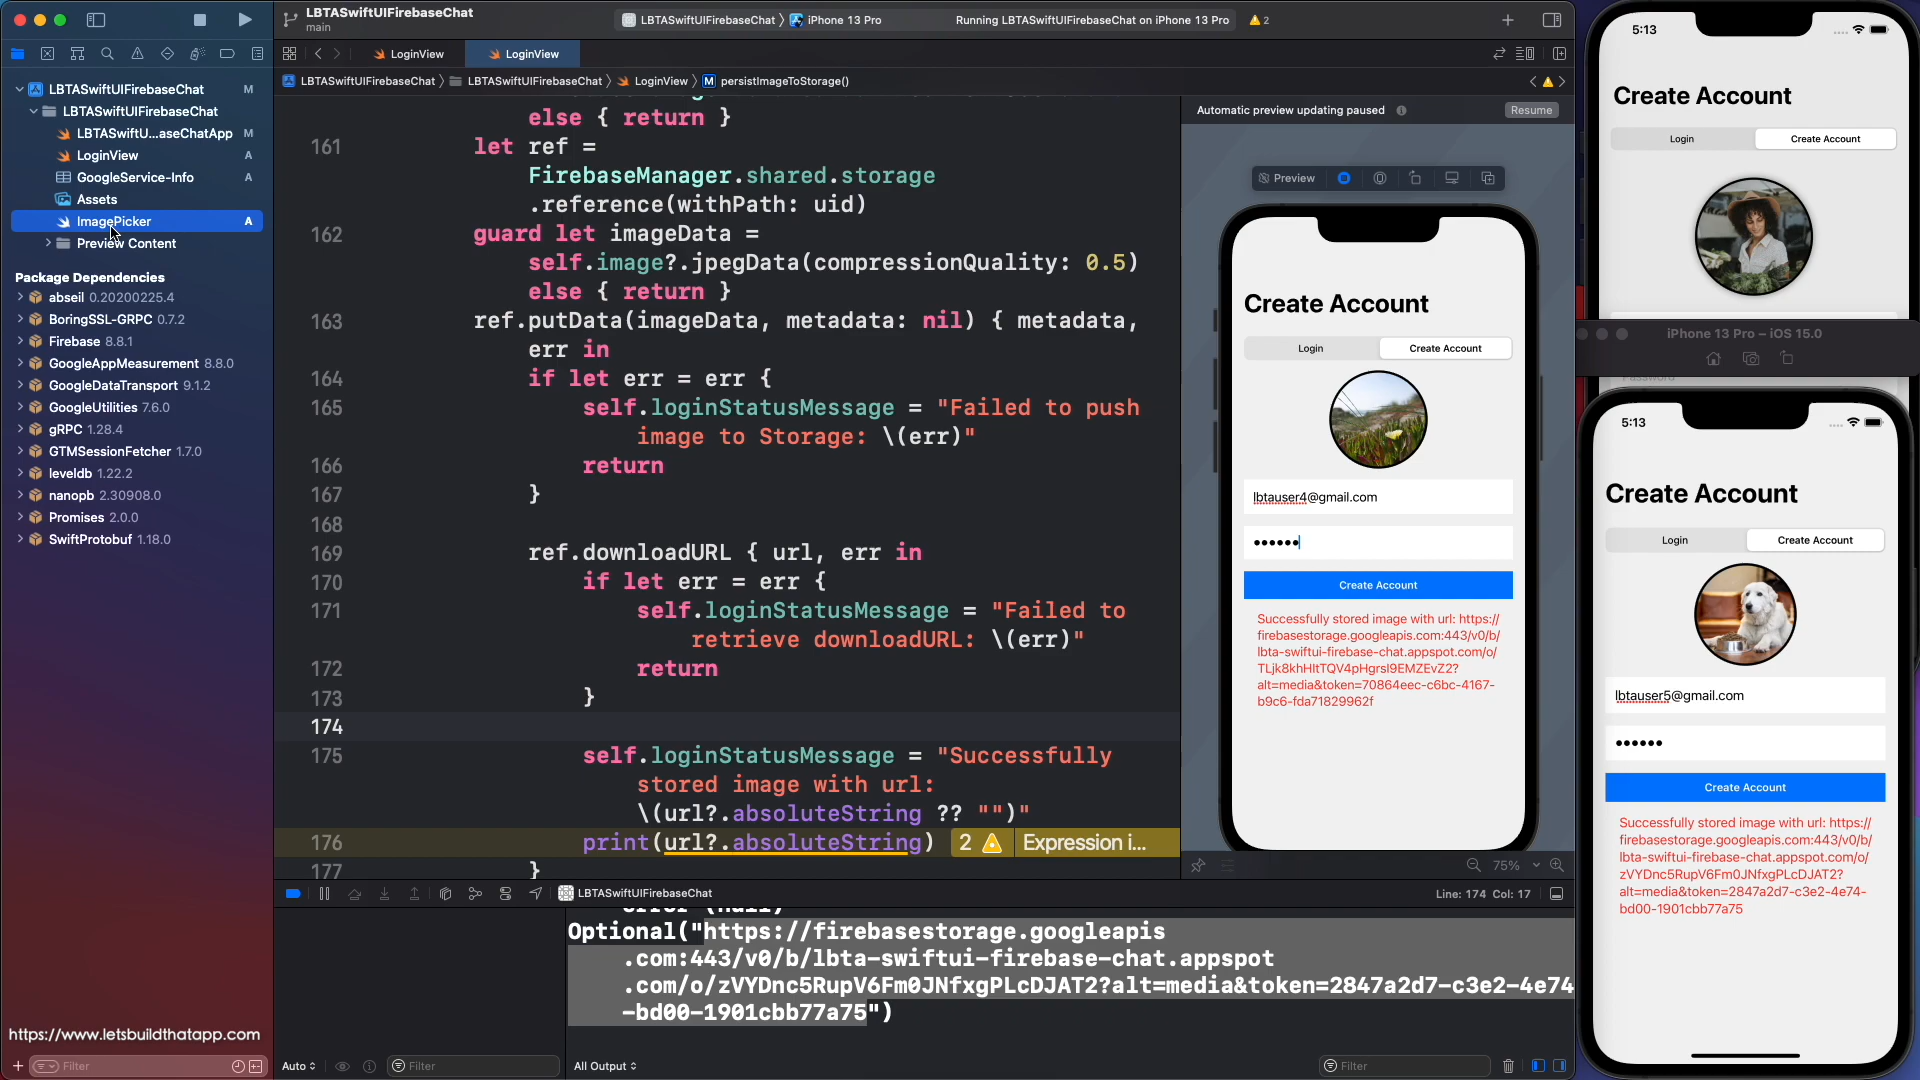 LBTASwiftUIFirebaseChat
main
LBTASwiftUIFirebaseChat
iPhone 13 Pro
Running LBTASwiftUIFirebaseChat on iPhone 13 Pro
2
LoginView
LoginView
LBTASwiftUIFirebaseChat
LBTASwiftUIFirebaseChat
LoginView
M
persistImageToStorage()
LBTASwiftUIFirebaseChat M
LBTASwiftUIFirebaseChat
LBTASwiftU...aseChatApp M
LoginView A
GoogleService-Info A
Assets
ImagePicker A
Preview Content
Package Dependencies
abseil 0.20200225.4
BoringSSL-GRPC 0.7.2
Firebase 8.8.1
GoogleAppMeasurement 8.8.0
GoogleDataTransport 9.1.2
GoogleUtilities 7.6.0
gRPC 1.28.4
GTMSessionFetcher 1.7.0
leveldb 1.22.2
nanopb 2.30908.0
Promises 2.0.0
SwiftProtobuf 1.18.0
https://www.letsbuildthatapp.com
Filter
else { return }
161 let ref =
FirebaseManager.shared.storage
.reference(withPath: uid)
162 guard let imageData =
self.image?.jpegData(compressionQuality: 0.5)
else { return }
163 ref.putData(imageData, metadata: nil) { metadata,
err in
164 if let err = err {
165 self.loginStatusMessage = "Failed to push
image to Storage: \(err)"
166 return
167 }
168
169 ref.downloadURL { url, err in
170 if let err = err {
171 self.loginStatusMessage = "Failed to
retrieve downloadURL: \(err)"
172 return
173 }
174
175 self.loginStatusMessage = "Successfully
stored image with url:
\(url?.absoluteString ?? "")"
176 print(url?.absoluteString) 2 Expression i...
177 }
LBTASwiftUIFirebaseChat
Line: 174 Col: 17
error (null)
Optional("https://firebasestorage.googleapis
.com:443/v0/b/lbta-swiftui-firebase-chat.appspot
.com/o/zVYDnc5RupV6Fm0JNfxgPLcDJAT2?alt=media&token=2847a2d7-c3e2-4e74
-bd00-1901cbb77a75")
Auto
Filter
All Output
Filter
Automatic preview updating paused
Resume
Preview
Create Account
Login
Create Account
lbtauser4@gmail.com
••••••
Create Account
Successfully stored image with url: https://
firebasestorage.googleapis.com:443/v0/b/
lbta-swiftui-firebase-chat.appspot.com/o/
TLjk8khHItTQV4pHgrsI9EMZEvZ2?
alt=media&token=70864eec-c6bc-4167-
b9c6-fda71829962f
75%
5:13
Create Account
Login
Create Account
iPhone 13 Pro – iOS 15.0
Password
5:13
Create Account
Login
Create Account
lbtauser5@gmail.com
••••••
Create Account
Successfully stored image with url: https://
firebasestorage.googleapis.com:443/v0/b/
lbta-swiftui-firebase-chat.appspot.com/o/
zVYDnc5RupV6Fm0JNfxgPLcDJAT2?
alt=media&token=2847a2d7-c3e2-4e74-
bd00-1901cbb77a75